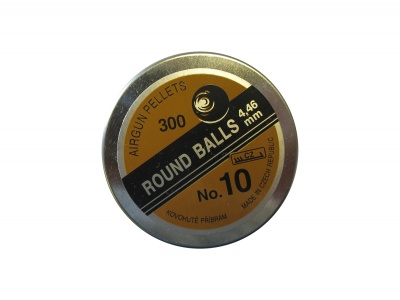 AIRGUN PELLETS
300
4,46
mm
ROUND BALLS
No.10
MADE IN CZECH REPUBLIC
KOVOHUTĚ PŘÍBRAM